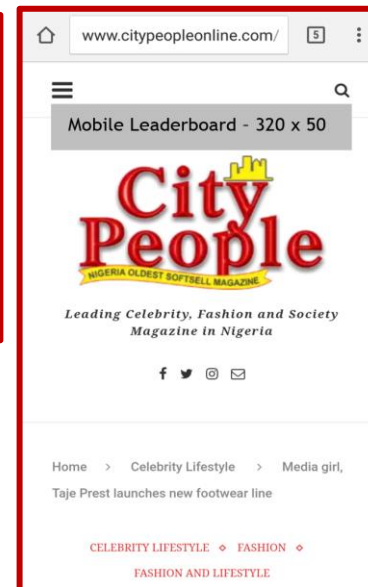 www.citypeopleonline.com/
5
Mobile Leaderboard - 320 x 50
City
People
NIGERIA OLDEST SOFTSELL MAGAZINE
Leading Celebrity, Fashion and Society
Magazine in Nigeria
Home > Celebrity Lifestyle > Media girl,
Taje Prest launches new footwear line
CELEBRITY LIFESTYLE ⋄ FASHION ⋄
FASHION AND LIFESTYLE